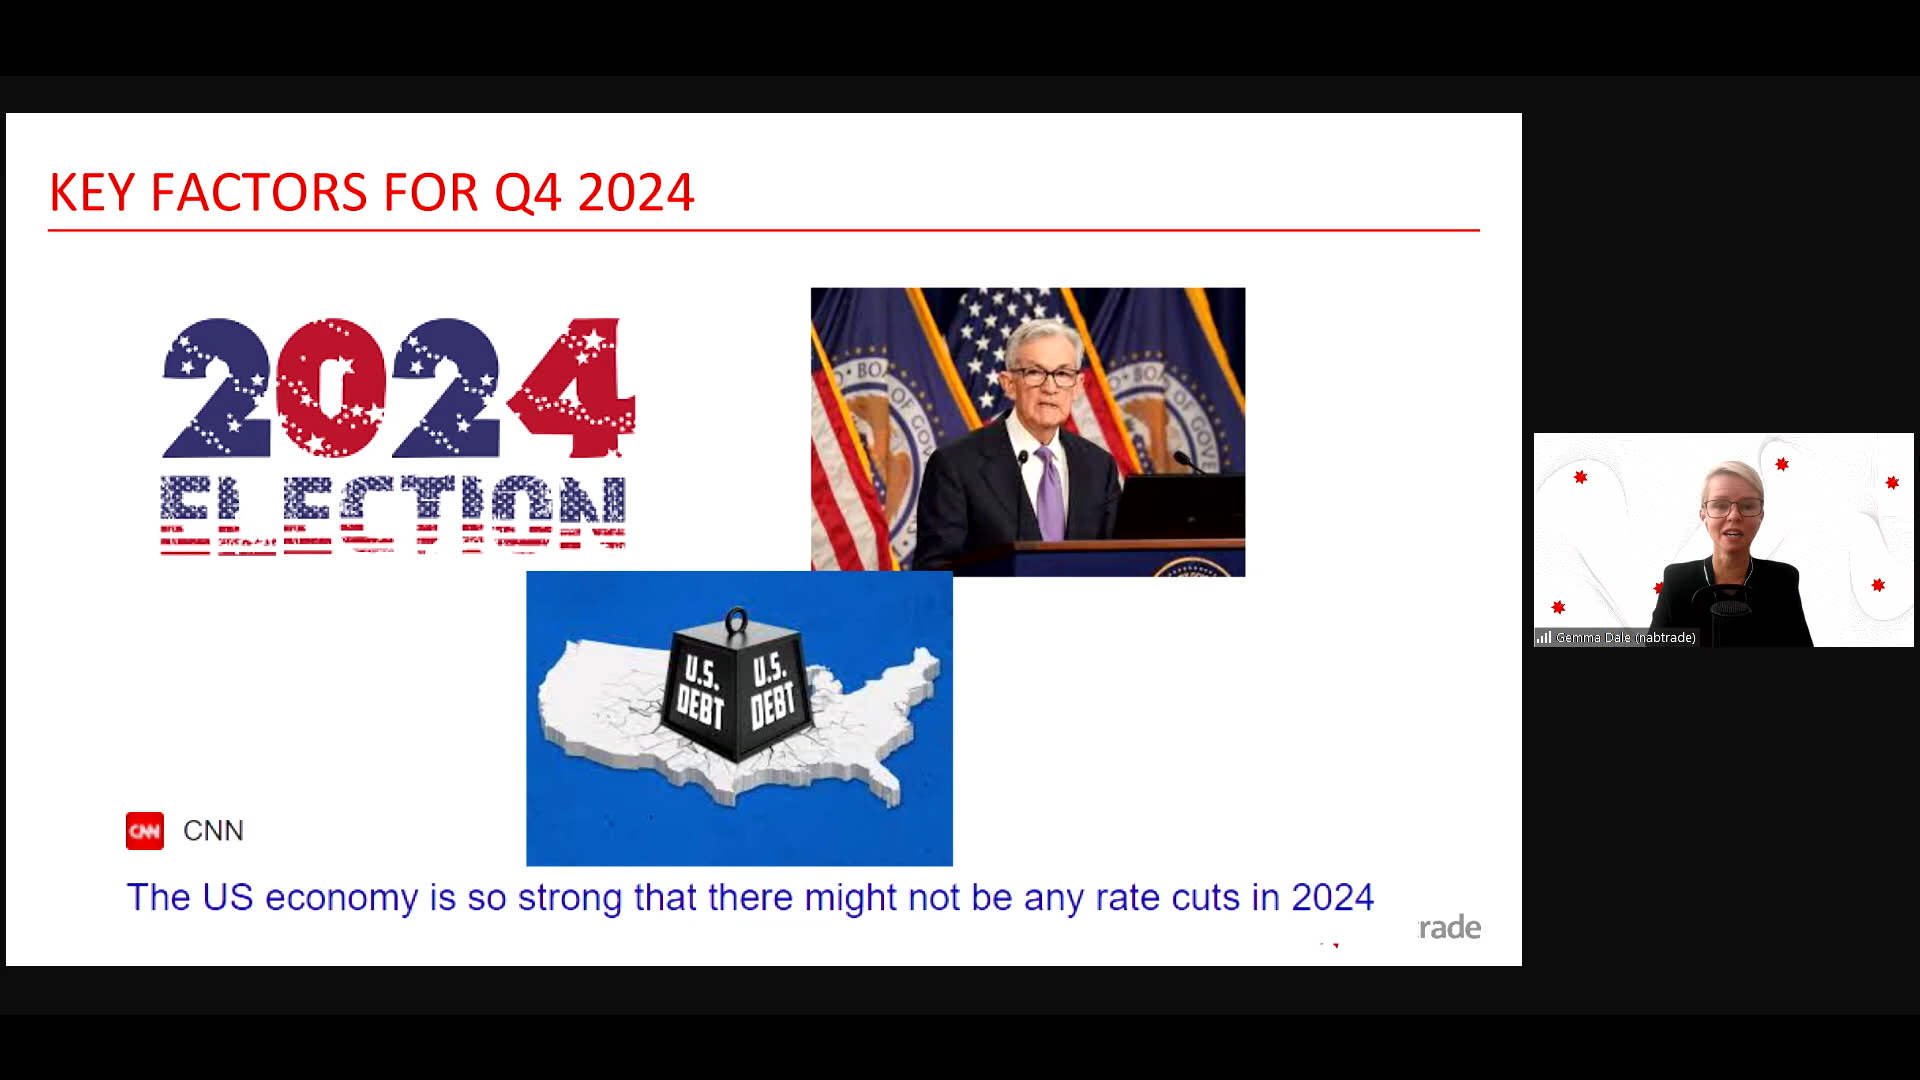 KEY FACTORS FOR Q4 2024
2024
ELECTION
U.S. DEBT
U.S. DEBT
Gemma Dale (nabtrade)
CNN CNN
The US economy is so strong that there might not be any rate cuts in 2024
rade